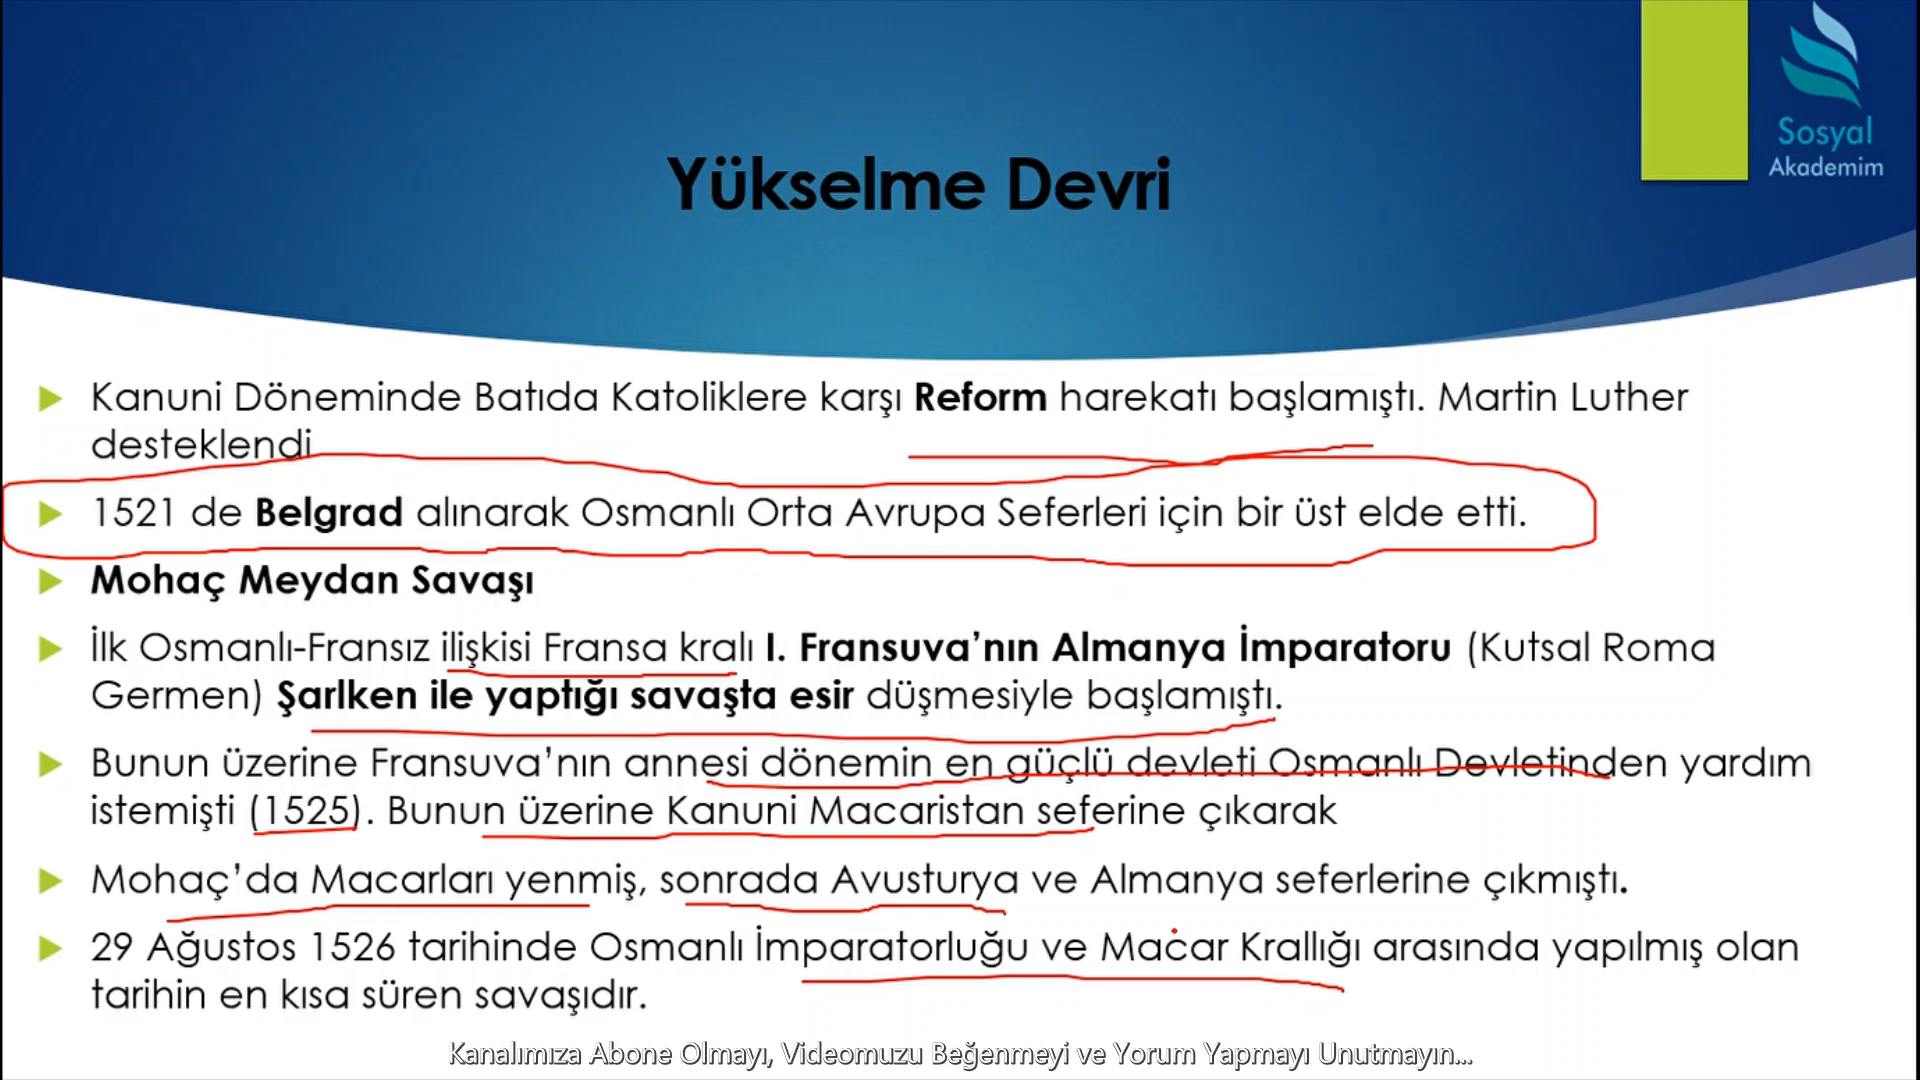 Sosyal
Akademim
Yükselme Devri
Kanuni Döneminde Batıda Katoliklere karşı Reform harekatı başlamıştı. Martin Luther
desteklendi
1521 de Belgrad alınarak Osmanlı Orta Avrupa Seferleri için bir üst elde etti.
Mohaç Meydan Savaşı
İlk Osmanlı-Fransız ilişkisi Fransa kralı I. Fransuva’nın Almanya İmparatoru (Kutsal Roma
Germen) Şarlken ile yaptığı savaşta esir düşmesiyle başlamıştı.
Bunun üzerine Fransuva’nın annesi dönemin en güçlü devleti Osmanlı Devletinden yardım
istemişti (1525). Bunun üzerine Kanuni Macaristan seferine çıkarak
Mohaç’da Macarları yenmiş, sonrada Avusturya ve Almanya seferlerine çıkmıştı.
29 Ağustos 1526 tarihinde Osmanlı İmparatorluğu ve Macar Krallığı arasında yapılmış olan
tarihin en kısa süren savaşıdır.
Kanalımıza Abone Olmayı, Videomuzu Beğenmeyi ve Yorum Yapmayı Unutmayın...